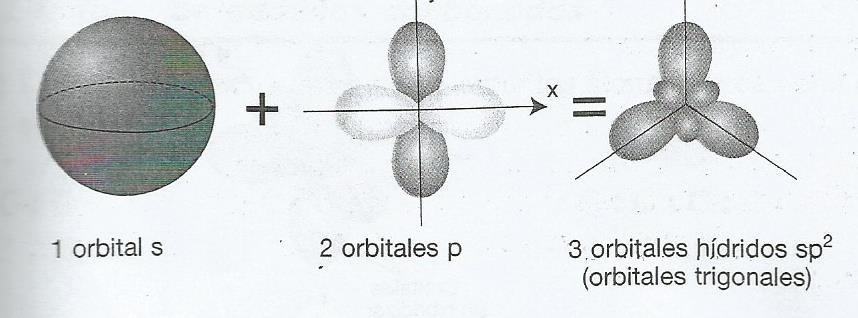 +
x
=
1 orbital s
2 orbitales p
3 orbitales hídridos sp²
(orbitales trigonales)